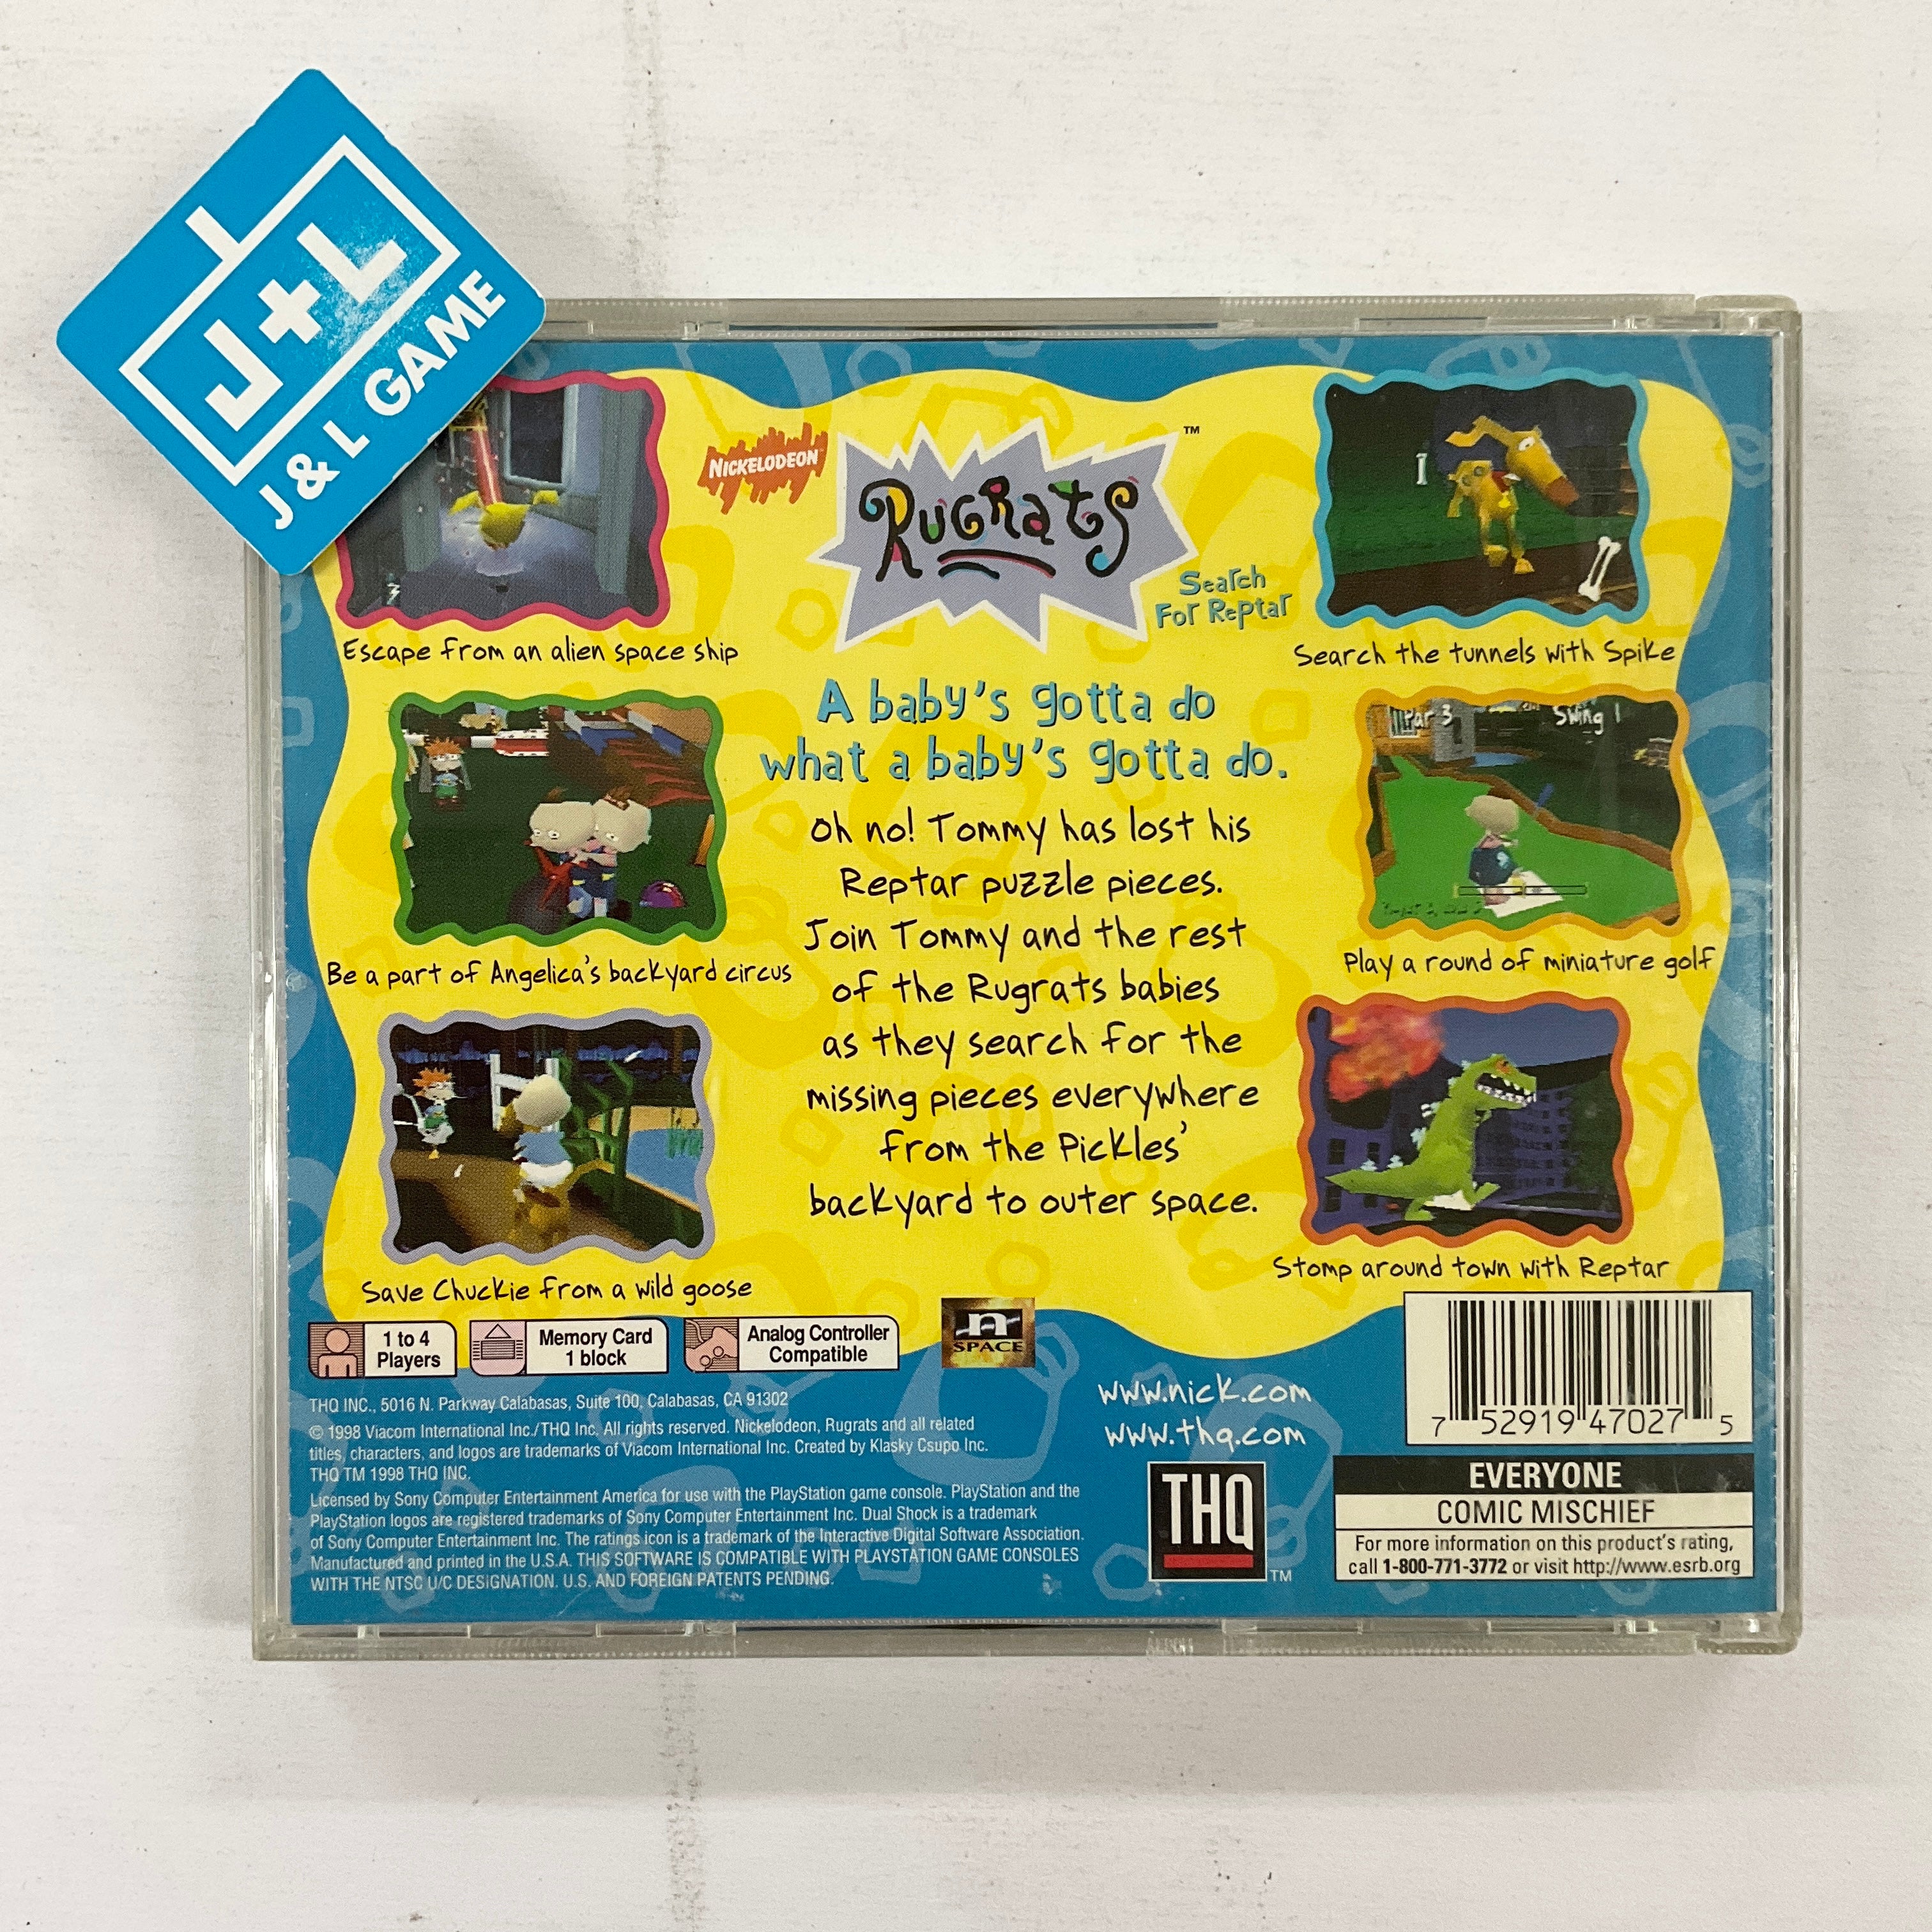 J+L
J & L GAME
NICKELODEON
RUGRATS™
Search
For Reptar
Escape from an alien space ship
Search the tunnels with Spike
A baby's gotta do
what a baby's gotta do.
Par 3
Swing 1
Oh no! Tommy has lost his
Reptar puzzle pieces.
Join Tommy and the rest
of the Rugrats babies
as they search for the
missing pieces everywhere
from the Pickles'
backyard to outer space.
Be a part of Angelica's backyard circus
Play a round of miniature golf
Save Chuckie from a wild goose
Stomp around town with Reptar
1 to 4
Players
Memory Card
1 block
Analog Controller
Compatible
n
SPACE
THQ INC., 5016 N. Parkway Calabasas, Suite 100, Calabasas, CA 91302
© 1998 Viacom International Inc./THQ Inc. All rights reserved. Nickelodeon, Rugrats and all related
titles, characters, and logos are trademarks of Viacom International Inc. Created by Klasky Csupo Inc.
THQ TM 1998 THQ INC.
Licensed by Sony Computer Entertainment America for use with the PlayStation game console. PlayStation and the
PlayStation logos are registered trademarks of Sony Computer Entertainment Inc. Dual Shock is a trademark
of Sony Computer Entertainment Inc. The ratings icon is a trademark of the Interactive Digital Software Association.
Manufactured and printed in the U.S.A. THIS SOFTWARE IS COMPATIBLE WITH PLAYSTATION GAME CONSOLES
WITH THE NTSC U/C DESIGNATION. U.S. AND FOREIGN PATENTS PENDING.
www.nick.com
www.thq.com
THQ™
7 52919 47027 5
EVERYONE
COMIC MISCHIEF
For more information on this product's rating,
call 1-800-771-3772 or visit http://www.esrb.org